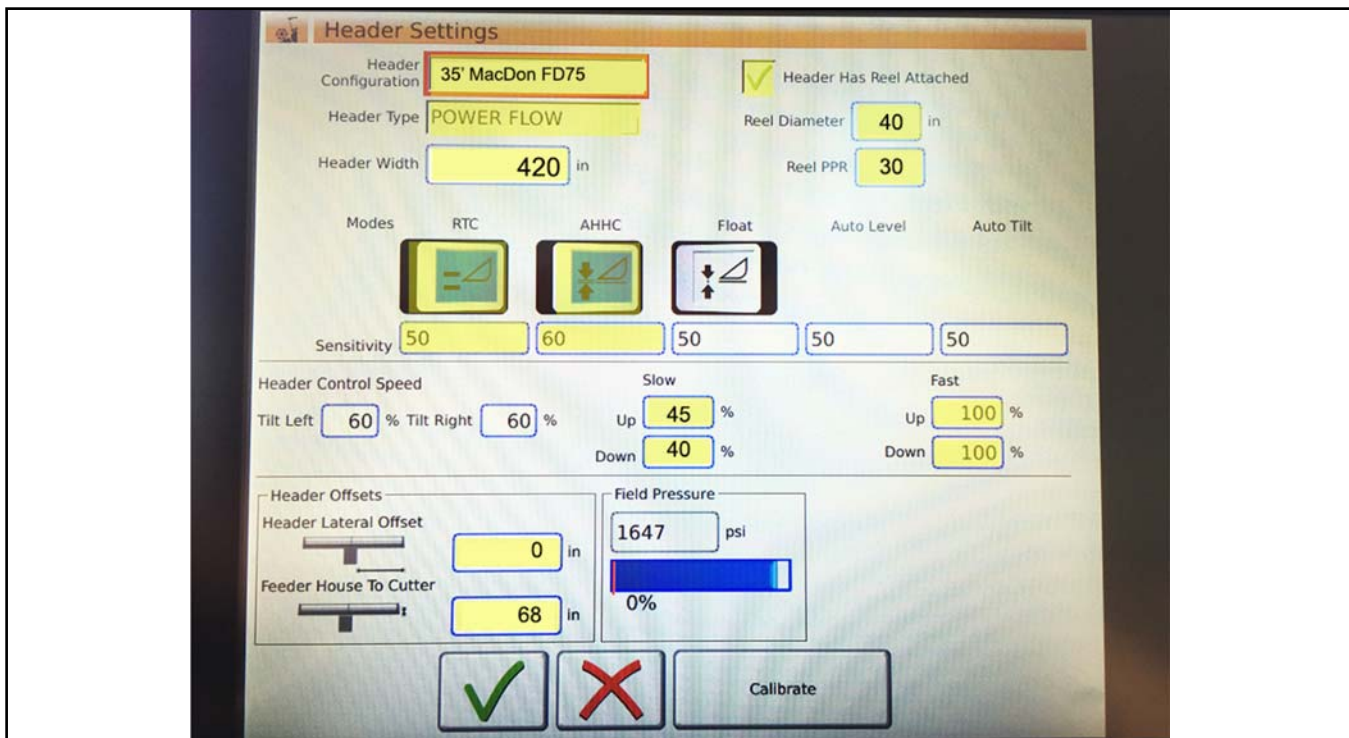 Header Settings
Header Configuration 35' MacDon FD75
Header Has Reel Attached
Header Type POWER FLOW
Reel Diameter 40 in
Header Width 420 in
Reel PPR 30
Modes RTC AHHC Float Auto Level Auto Tilt
Sensitivity 50 60 50 50 50
Header Control Speed Slow Fast
Tilt Left 60 % Tilt Right 60 % Up 45 % Up 100 %
Down 40 % Down 100 %
Header Offsets
Header Lateral Offset
0 in
Feeder House To Cutter
68 in
Field Pressure
1647 psi
0%
Calibrate